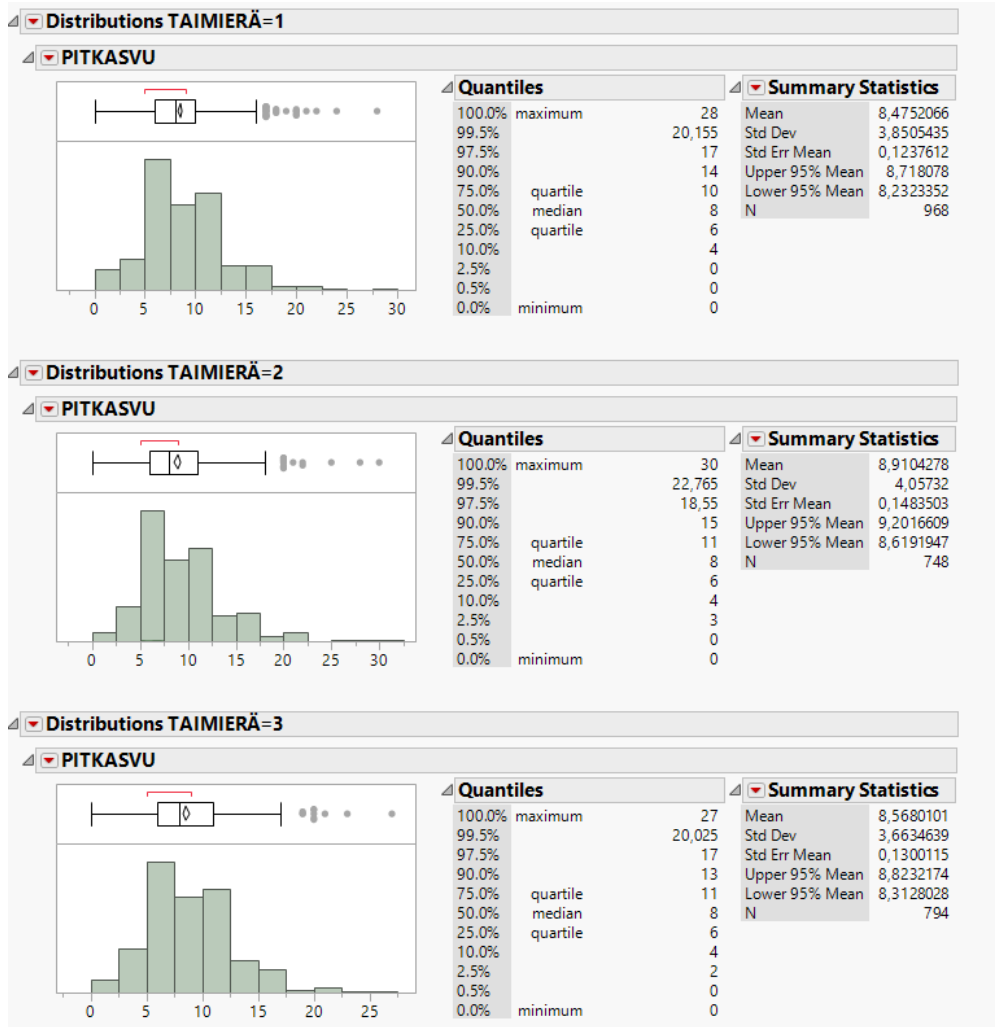 Distributions TAIMIERÄ=1
PITKASVU
Quantiles
100.0% maximum 28
99.5% 20,155
97.5% 17
90.0% 14
75.0% quartile 10
50.0% median 8
25.0% quartile 6
10.0% 4
2.5% 0
0.5% 0
0.0% minimum 0
Summary Statistics
Mean 8,4752066
Std Dev 3,8505435
Std Err Mean 0,1237612
Upper 95% Mean 8,718078
Lower 95% Mean 8,2323352
N 968
0 5 10 15 20 25 30
Distributions TAIMIERÄ=2
PITKASVU
Quantiles
100.0% maximum 30
99.5% 22,765
97.5% 18,55
90.0% 15
75.0% quartile 11
50.0% median 8
25.0% quartile 6
10.0% 4
2.5% 3
0.5% 0
0.0% minimum 0
Summary Statistics
Mean 8,9104278
Std Dev 4,05732
Std Err Mean 0,1483503
Upper 95% Mean 9,2016609
Lower 95% Mean 8,6191947
N 748
0 5 10 15 20 25 30
Distributions TAIMIERÄ=3
PITKASVU
Quantiles
100.0% maximum 27
99.5% 20,025
97.5% 17
90.0% 13
75.0% quartile 11
50.0% median 8
25.0% quartile 6
10.0% 4
2.5% 2
0.5% 0
0.0% minimum 0
Summary Statistics
Mean 8,5680101
Std Dev 3,6634639
Std Err Mean 0,1300115
Upper 95% Mean 8,8232174
Lower 95% Mean 8,3128028
N 794
0 5 10 15 20 25